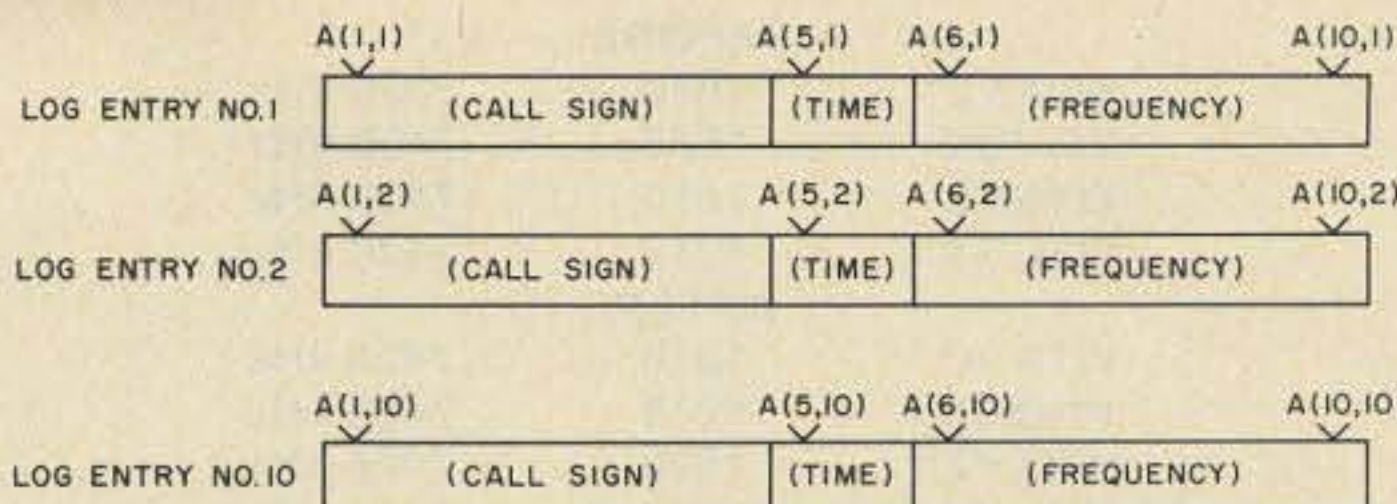 A(1,1) A(5,1) A(6,1) A(10,1)
LOG ENTRY NO.1 (CALL SIGN) (TIME) (FREQUENCY)
A(1,2) A(5,2) A(6,2) A(10,2)
LOG ENTRY NO.2 (CALL SIGN) (TIME) (FREQUENCY)
A(1,10) A(5,10) A(6,10) A(10,10
LOG ENTRY NO.10 (CALL SIGN) (TIME) (FREQUENCY)